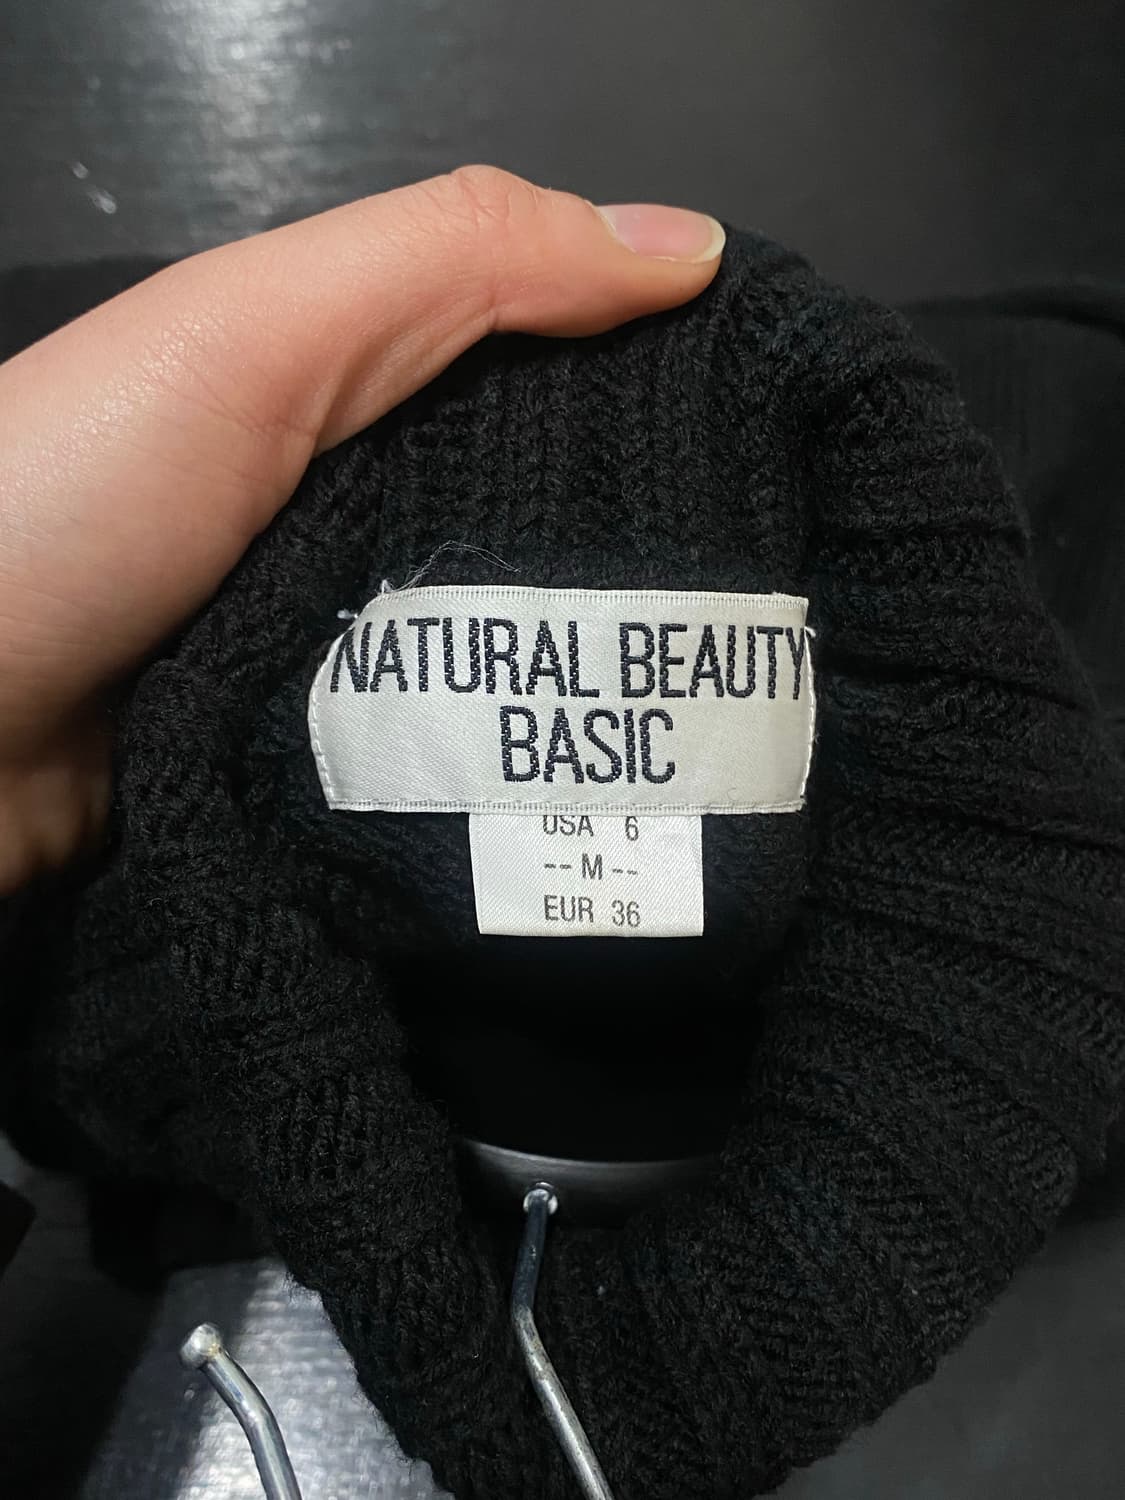 NATURAL BEAUTY
BASIC
USA 6
-- M --
EUR 36